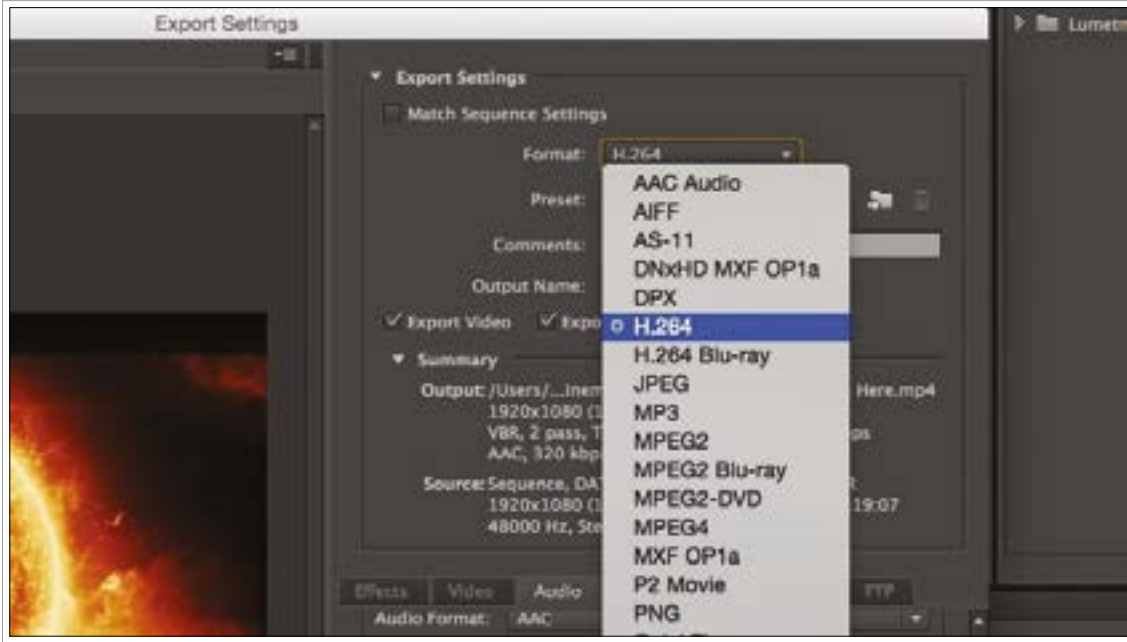 Export Settings
Export Settings
Match Sequence Settings
Format: H.264
Preset:
Comments:
Output Name:
Export Video
Summary
Output: /Users/...
1920x1080
VBR, 2 pass,
AAC, 320
Here.mp4
Source: Sequence,
1920x1080
19:07
48000 Hz,
AAC Audio
AIFF
AS-11
DNxHD MXF OP1a
DPX
H.264
H.264 Blu-ray
JPEG
MP3
MPEG2
MPEG2 Blu-ray
MPEG2-DVD
MPEG4
MXF OP1a
P2 Movie
PNG
Effects Video Audio FTP
Audio Format: AAC